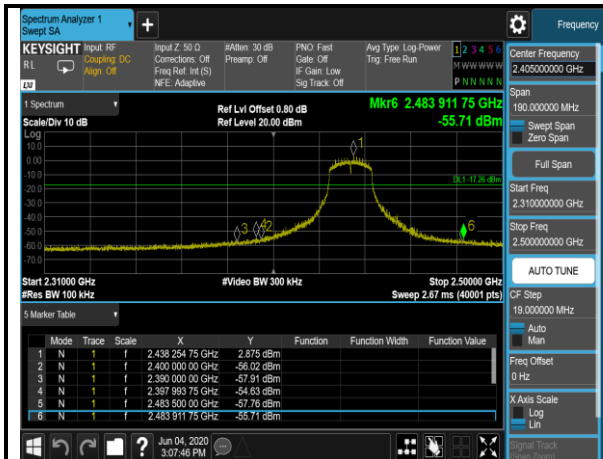 Spectrum Analyzer 1
Swept SA
+
Frequency
KEYSIGHT Input: RF Input Z: 50 Ω #Atten: 30 dB PNO: Fast Avg Type: Log-Power 1 2 3 4 5 6
RL Coupling: DC Corrections: Off Preamp: Off Gate: Off Trig: Free Run M W W W W W
Align: Off Freq Ref: Int (S) IF Gain: Low
NFE: Adaptive Sig Track: Off P N N N N N
LXI
1 Spectrum
Scale/Div 10 dB
Ref Lvl Offset 0.80 dB
Ref Level 20.00 dBm
Mkr6 2.483 911 75 GHz
-55.71 dBm
Log
10.0
0.00
-10.0
-20.0
-30.0
-40.0
-50.0
-60.0
-70.0
1
DL1 -17.26 dBm
3
4
2
6
Start 2.31000 GHz
#Res BW 100 kHz
#Video BW 300 kHz
Stop 2.50000 GHz
Sweep 2.67 ms (40001 pts)
5 Marker Table
Mode Trace Scale X Y Function Function Width Function Value
1 N 1 f 2.438 254 75 GHz 2.875 dBm
2 N 1 f 2.400 000 00 GHz -56.02 dBm
3 N 1 f 2.390 000 00 GHz -57.91 dBm
4 N 1 f 2.397 993 75 GHz -54.63 dBm
5 N 1 f 2.483 500 00 GHz -57.76 dBm
6 N 1 f 2.483 911 75 GHz -55.71 dBm
? Jun 04, 2020
3:07:46 PM
Center Frequency
2.405000000 GHz
Span
190.000000 MHz
Swept Span
Zero Span
Full Span
Start Freq
2.310000000 GHz
Stop Freq
2.500000000 GHz
AUTO TUNE
CF Step
19.000000 MHz
Auto
Man
Freq Offset
0 Hz
X Axis Scale
Log
Lin
Signal Track
(Span Zoom)